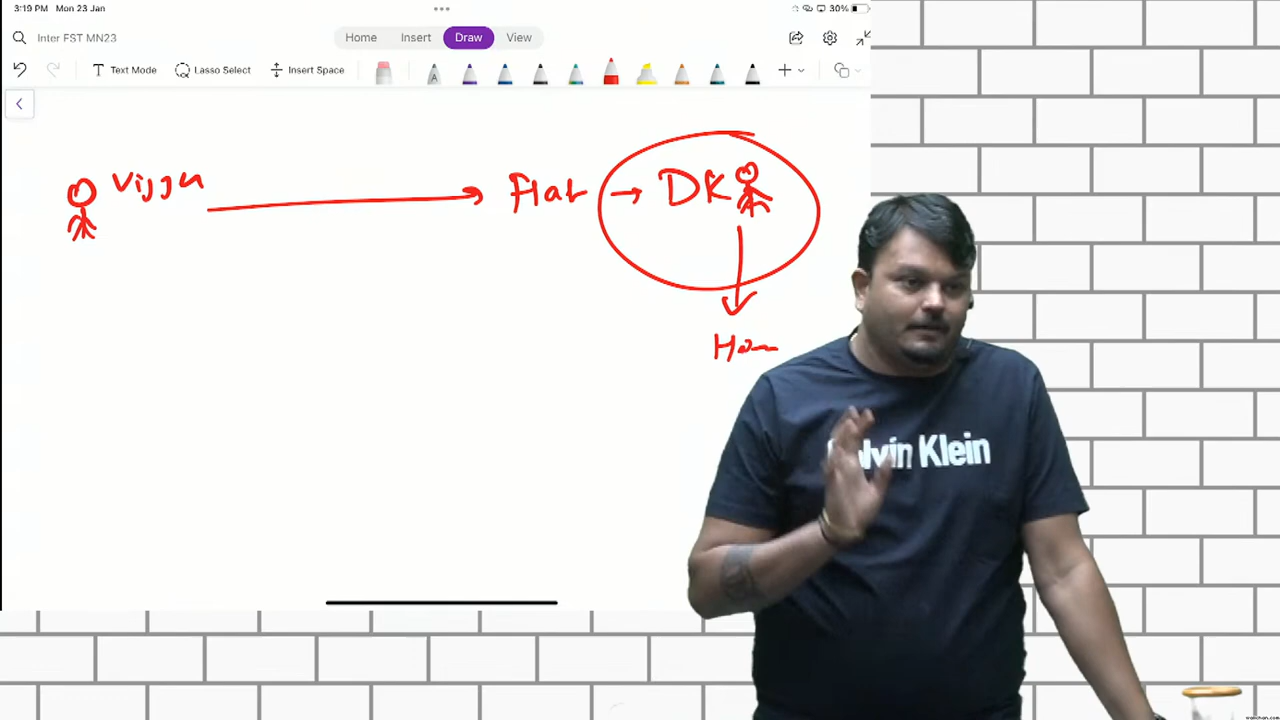 3:19 PM Mon 23 Jan
30%
Inter FST MN23
Home Insert Draw View
Text Mode Lasso Select Insert Space
A
Flat → DK
Calvin Klein